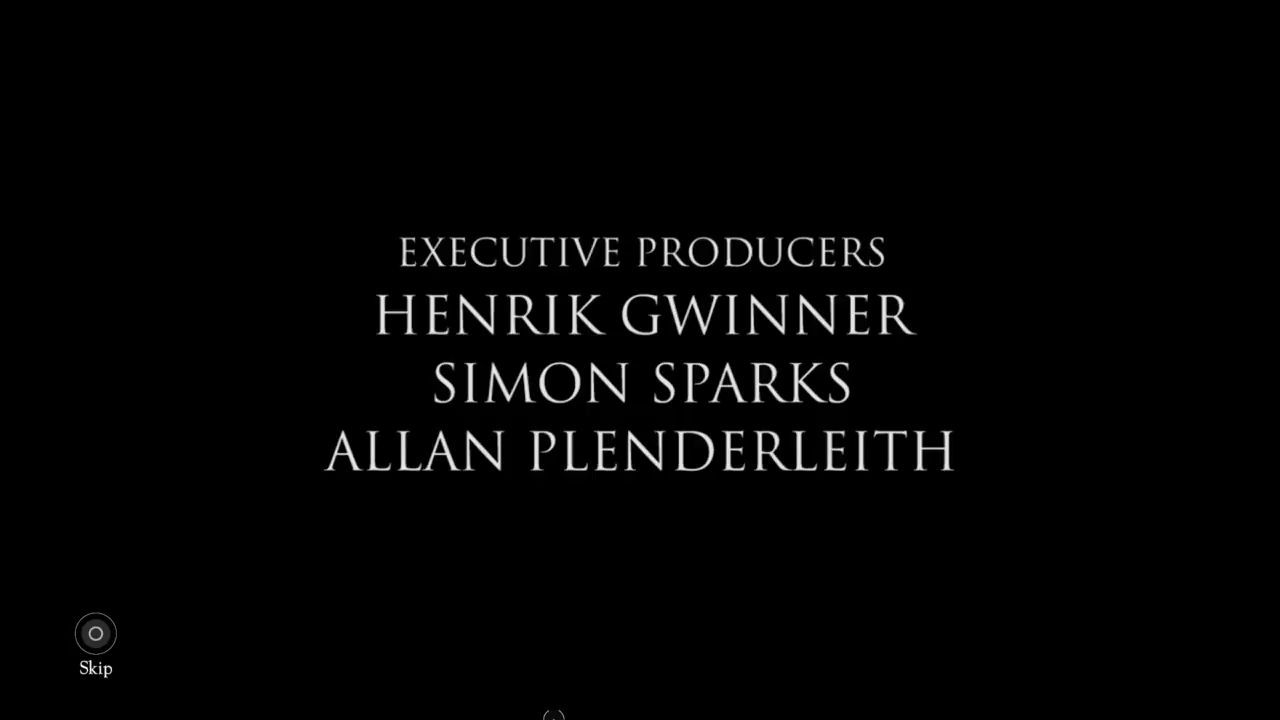 EXECUTIVE PRODUCERS
HENRIK GWINNER
SIMON SPARKS
ALLAN PLENDERLEITH
Skip